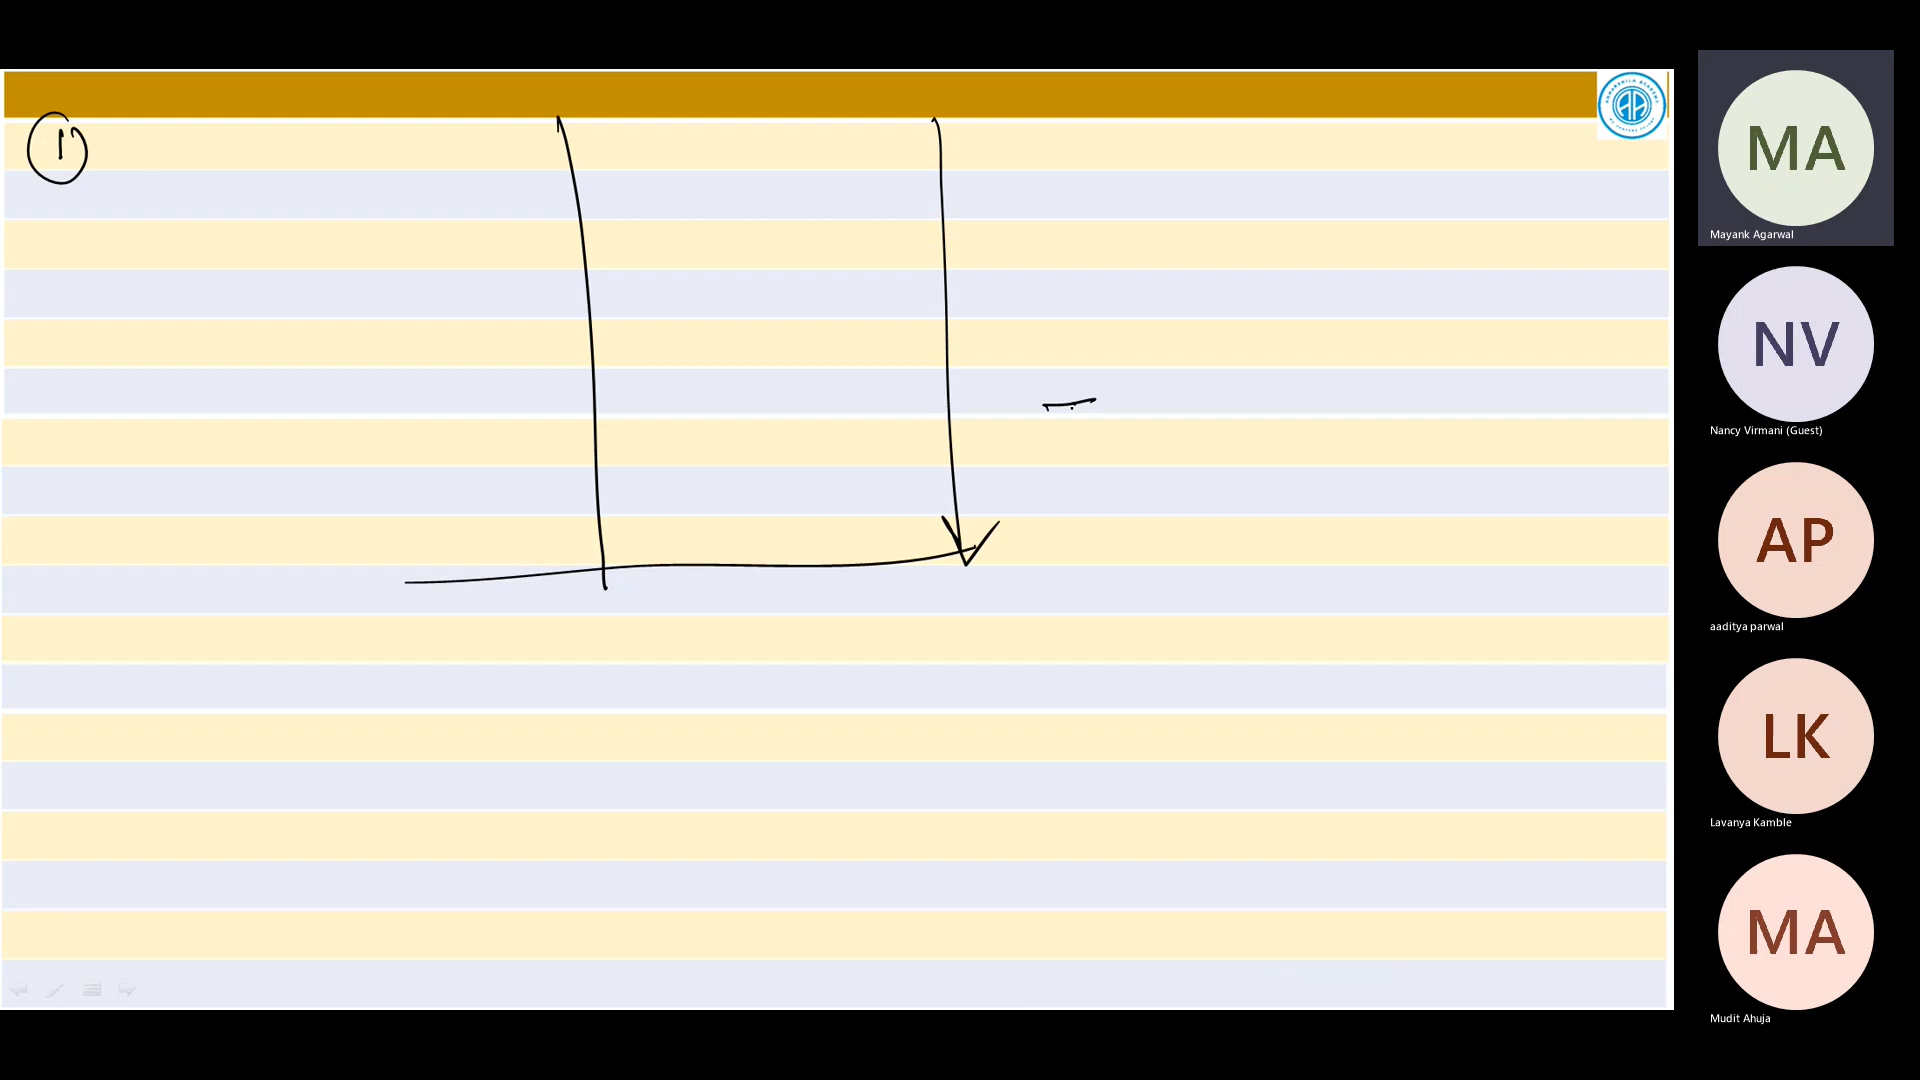 1
MA
Mayank Agarwal
NV
Nancy Virmani (Guest)
AP
aaditya parwal
LK
Lavanya Kamble
MA
Mudit Ahuja